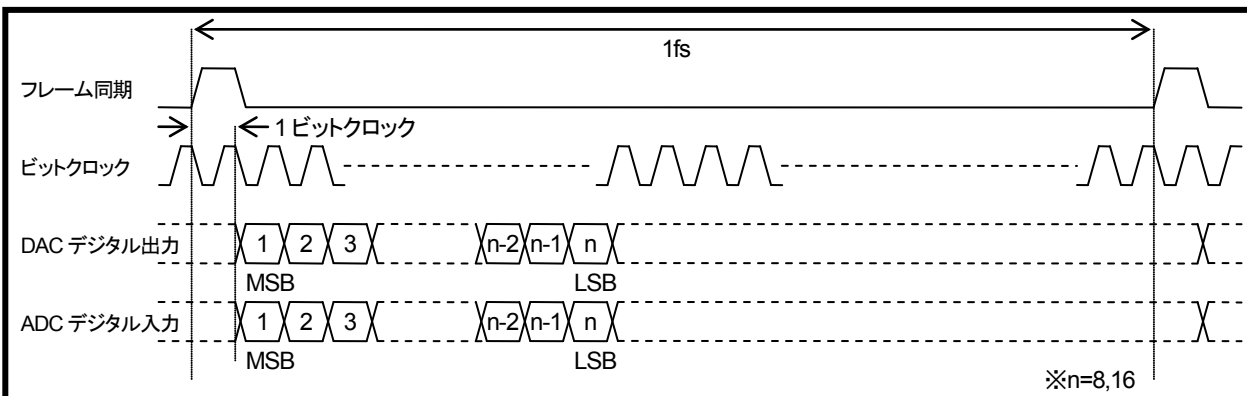 1fs
フレーム同期
1 ビットクロック
ビットクロック
DAC デジタル出力
1 2 3 n-2 n-1 n
MSB LSB
ADC デジタル入力
1 2 3 n-2 n-1 n
MSB LSB
※n=8,16